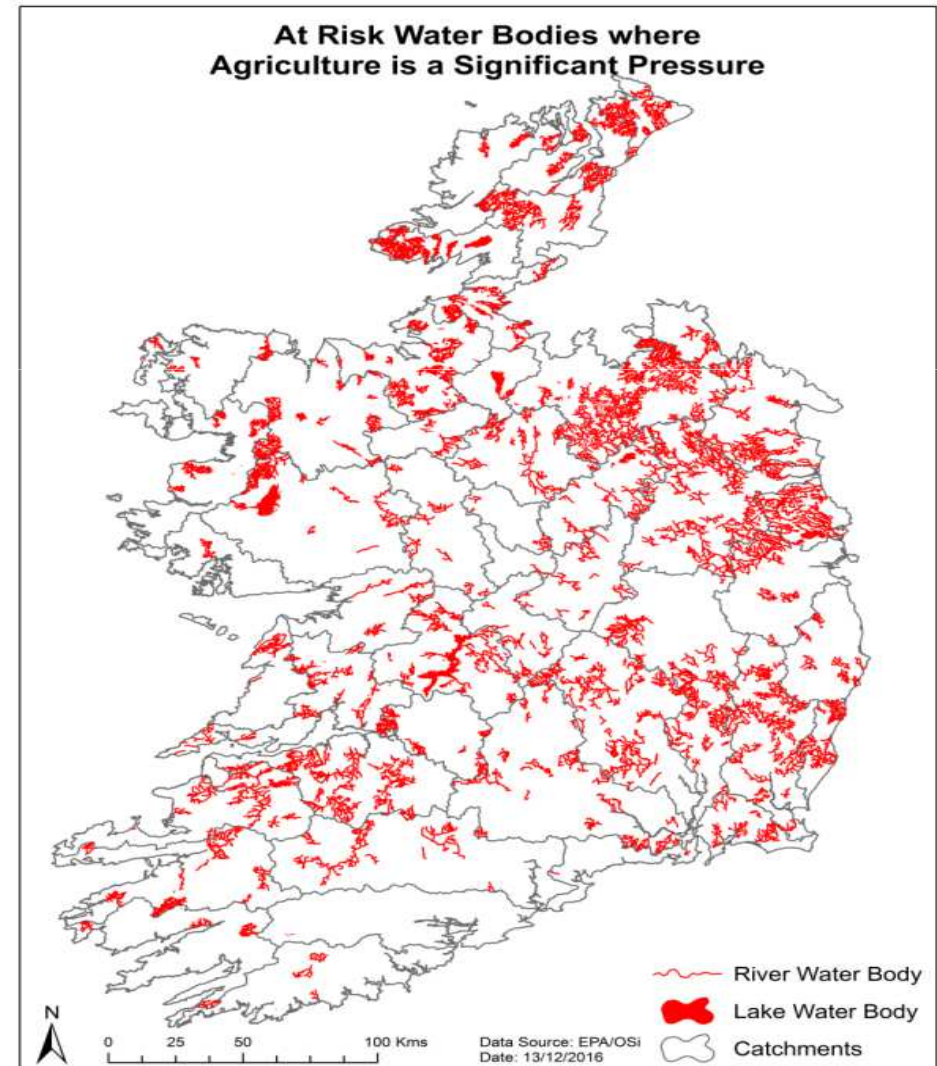 At Risk Water Bodies where
Agriculture is a Significant Pressure
River Water Body
Lake Water Body
Catchments
N
0 25 50 100 Kms
Data Source: EPA/OSi
Date: 13/12/2016